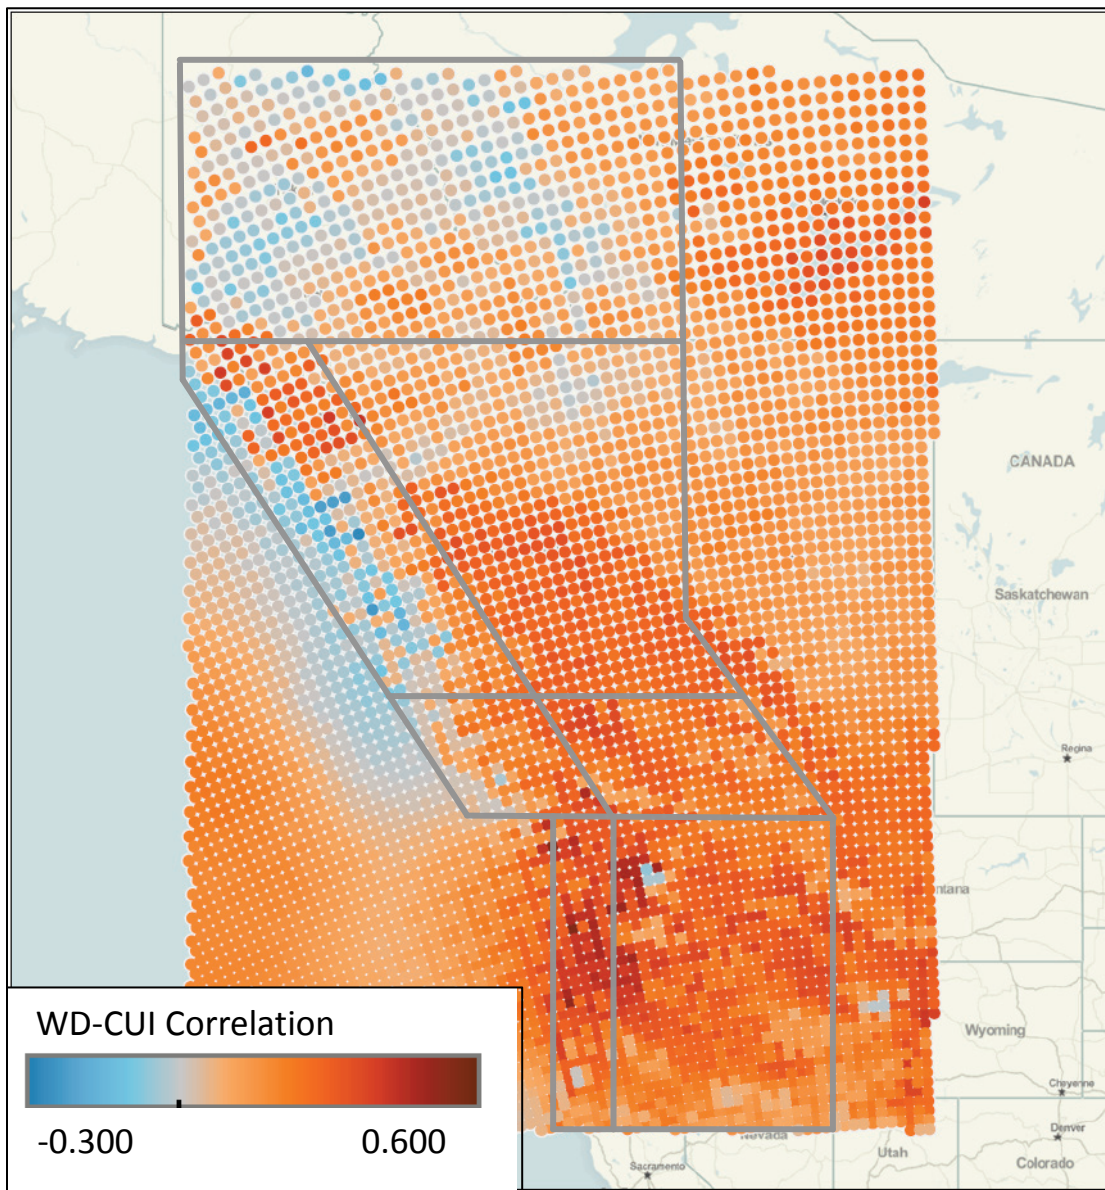 CANADA
Saskatchewan
Regina
ntana
Wyoming
Cheyenne
Nevada
Denver
Utah
Colorado
Sacramento
WD-CUI Correlation
-0.300 0.600